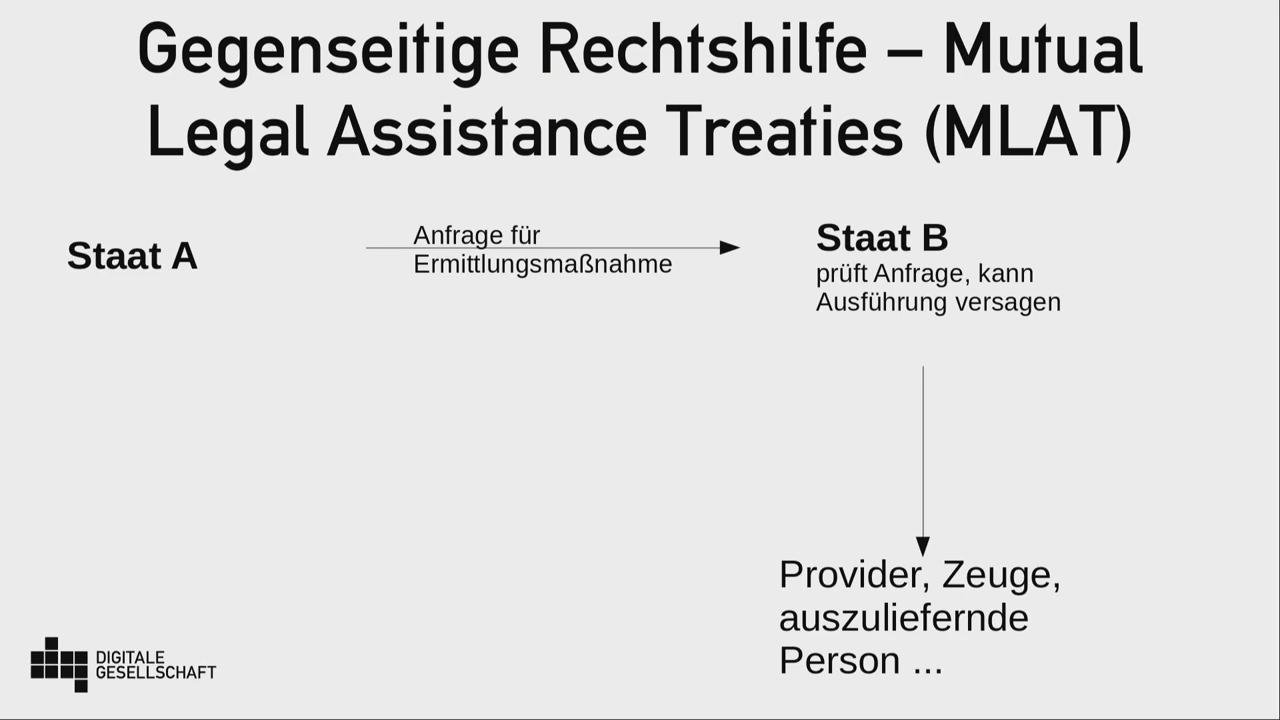 Gegenseitige Rechtshilfe – Mutual
Legal Assistance Treaties (MLAT)
Staat A
Anfrage für
Ermittlungsmaßnahme
Staat B
prüft Anfrage, kann
Ausführung versagen
Provider, Zeuge,
auszuliefernde
Person ...
DIGITALE
GESELLSCHAFT